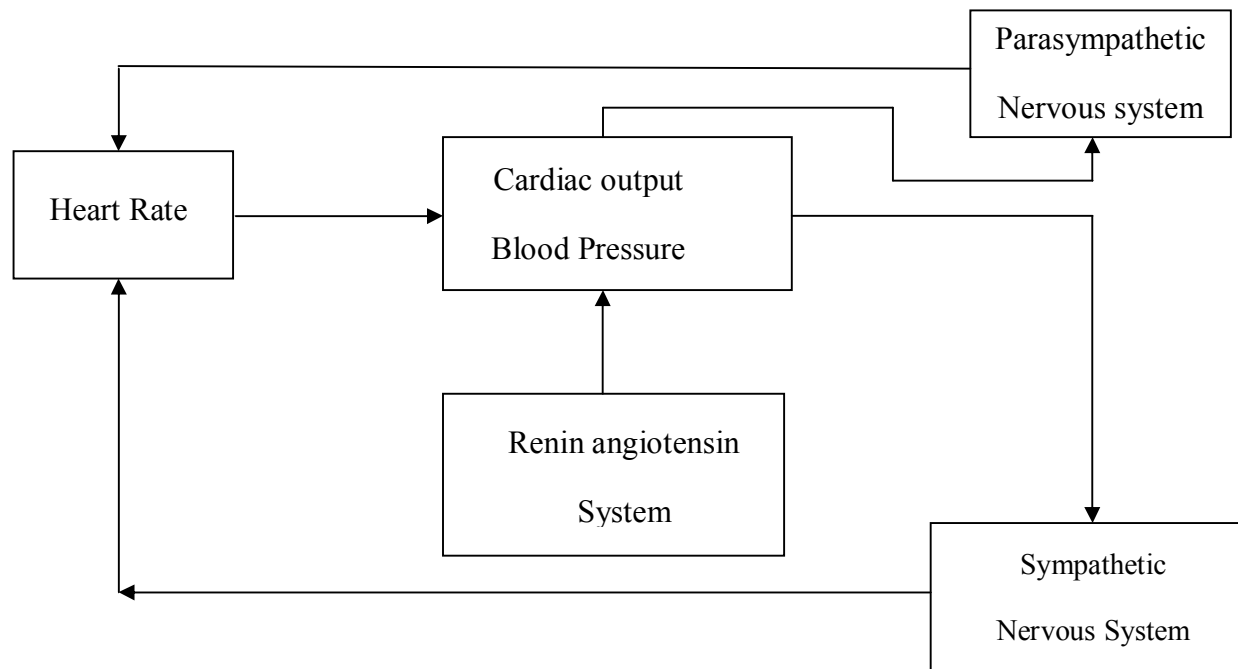 Parasympathetic
Nervous system
Heart Rate
Cardiac output
Blood Pressure
Renin angiotensin
System
Sympathetic
Nervous System